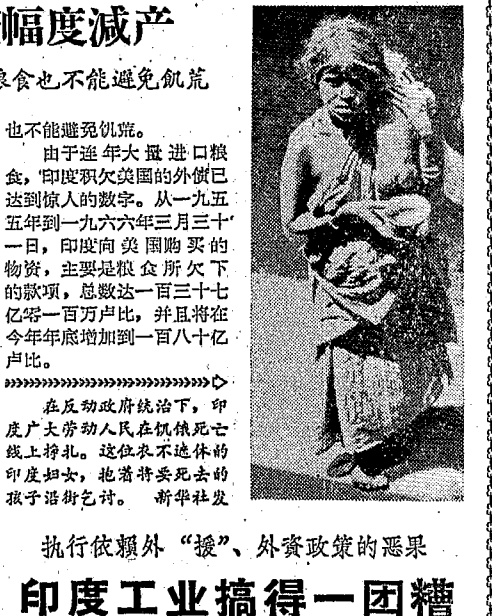 幅度減产
粮食也不能避免飢荒
也不能避免饥荒。
由于连年大量进口粮
食，印度积欠美国的外债已
达到惊人的数字。从一九五
五年到一九六六年三月三十
一日，印度向美国购买的
物资，主要是粮食所欠下
的款项，总数达一百三十七
亿零一百万卢比，并且将在
今年年底增加到一百八十亿
卢比。
在反动政府统治下，印
度广大劳动人民在饥饿死亡
线上挣扎。这位衣不遮体的
印度妇女，抱着将要死去的
孩子沿街乞讨。 新华社发
执行依賴外“援”、外資政策的恶果
印度工业搞得一团糟